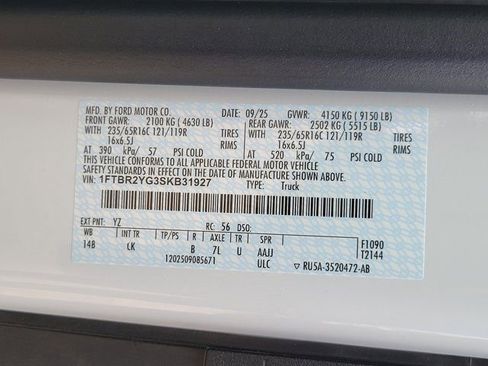 MFD. BY FORD MOTOR CO. 09/25 GVWR: 4150 KG ( 9150 LB)
FRONT GAWR: 2100 KG ( 4630 LB) REAR GAWR: 2502 KG ( 5515 LB)
WITH 235/65R16C 121/119R TIRES WITH 235/65R16C 121/119R TIRES
16x6.5J RIMS 16x6.5J RIMS
AT 390 kPa/ 57 PSI COLD AT 520 kPa/ 75 PSI COLD
THIS VEHICLE CONFORMS TO ALL APPLICABLE FEDERAL MOTOR VEHICLE
SAFETY STANDARDS IN EFFECT ON THE DATE OF MANUFACTURE SHOWN ABOVE.
VIN: 1FTBR2YG3SKB31927 TYPE: Truck
EXT PNT: YZ RC: 56 DSO:
WB INT TR TP/PS R AXLE TR SPR F1090
14B CK B 7L U AAJJ T2144
1202509085671 ULC ▽ RU5A-3520472-AB